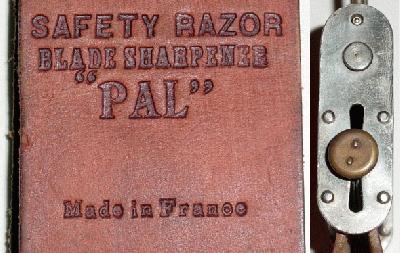 SAFETY RAZOR
BLADE SHARPENER
"PAL"
Made in France